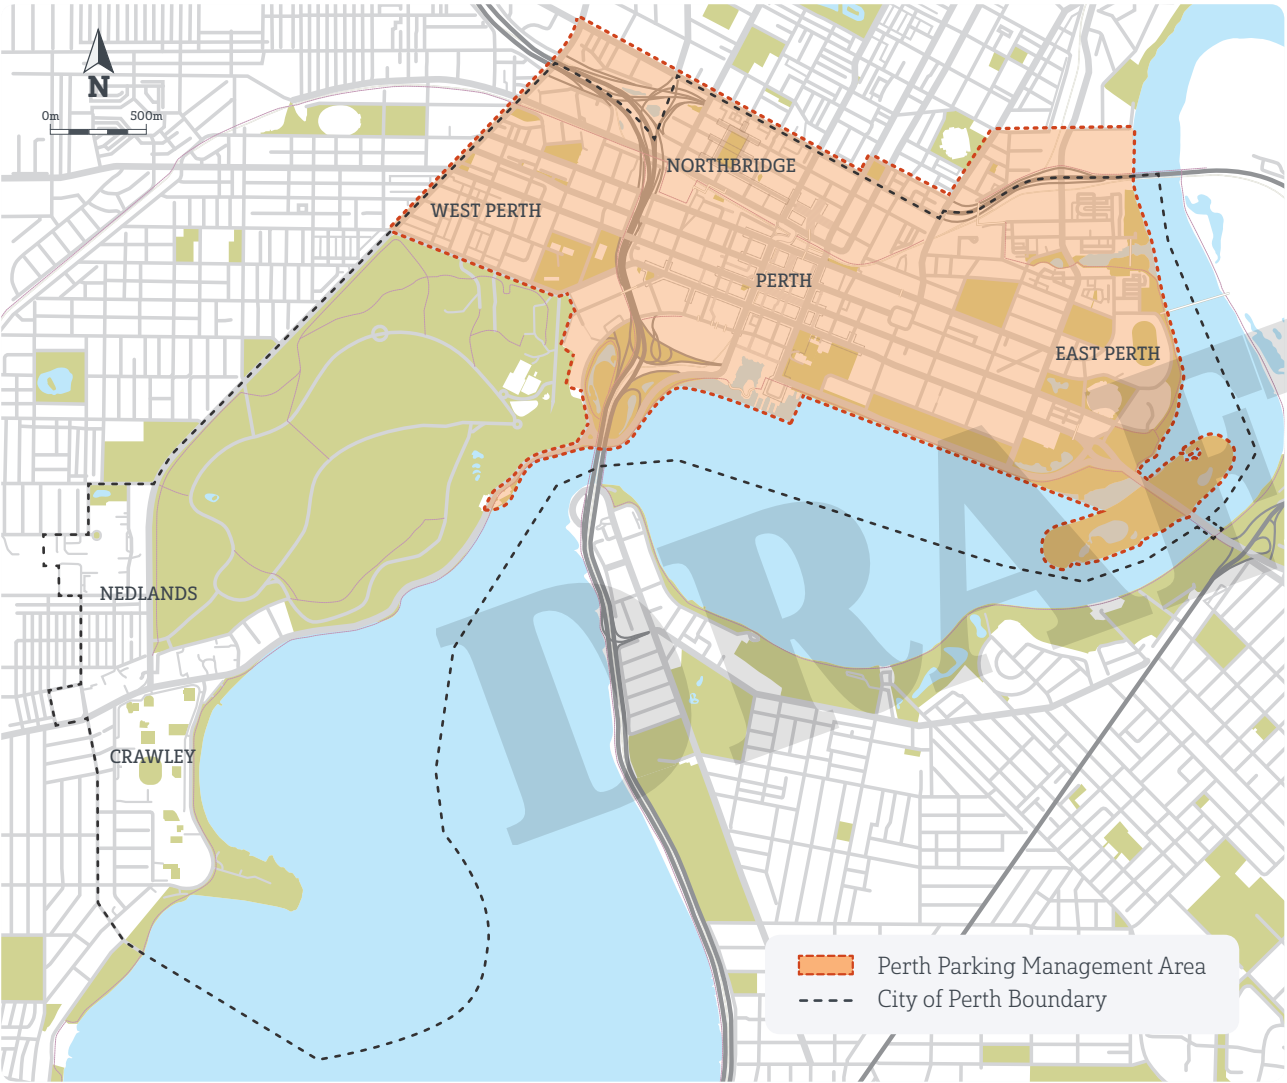 N
0m 500m
NORTHBRIDGE
WEST PERTH
PERTH
EAST PERTH
NEDLANDS
CRAWLEY
DRAFT
Perth Parking Management Area
City of Perth Boundary